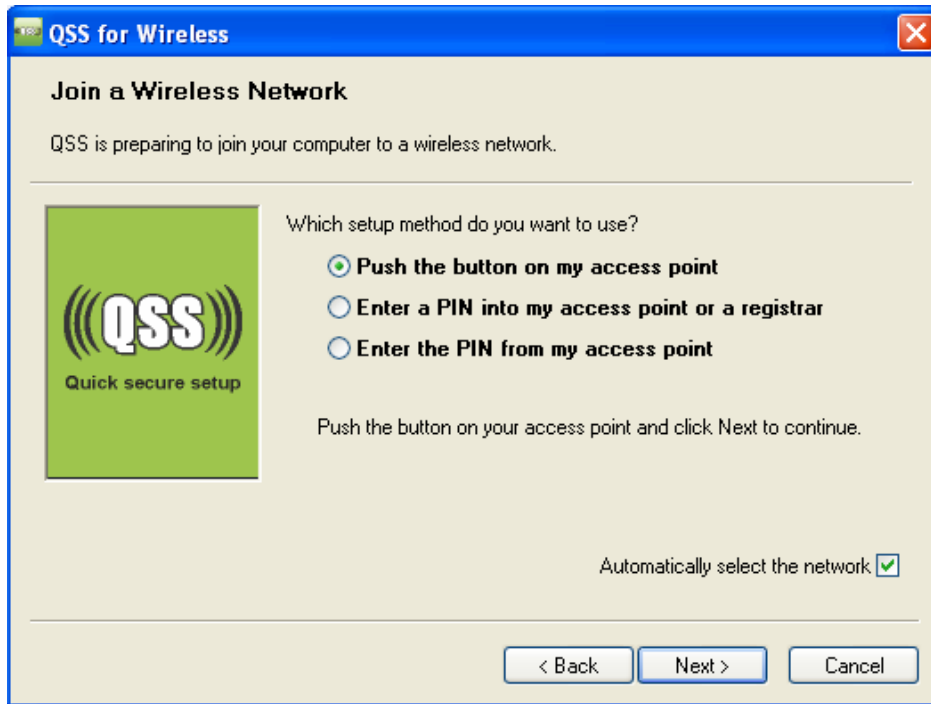 QSS for Wireless
Join a Wireless Network
QSS is preparing to join your computer to a wireless network.
Which setup method do you want to use?
Push the button on my access point
Enter a PIN into my access point or a registrar
Enter the PIN from my access point
(((QSS)))
Quick secure setup
Push the button on your access point and click Next to continue.
Automatically select the network
< Back
Next >
Cancel